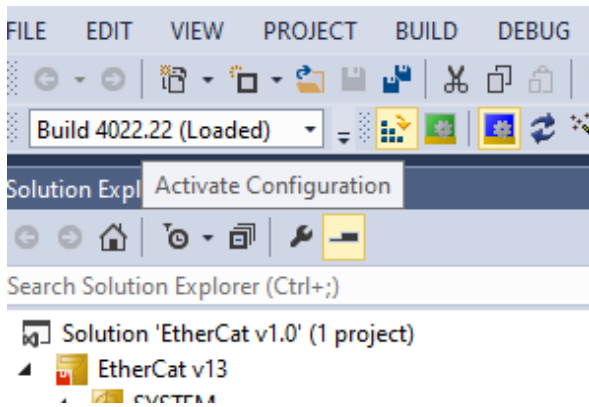 FILE EDIT VIEW PROJECT BUILD DEBUG
Build 4022.22 (Loaded)
Solution Expl
Activate Configuration
Search Solution Explorer (Ctrl+;)
Solution 'EtherCat v1.0' (1 project)
EtherCat v13
SYSTEM